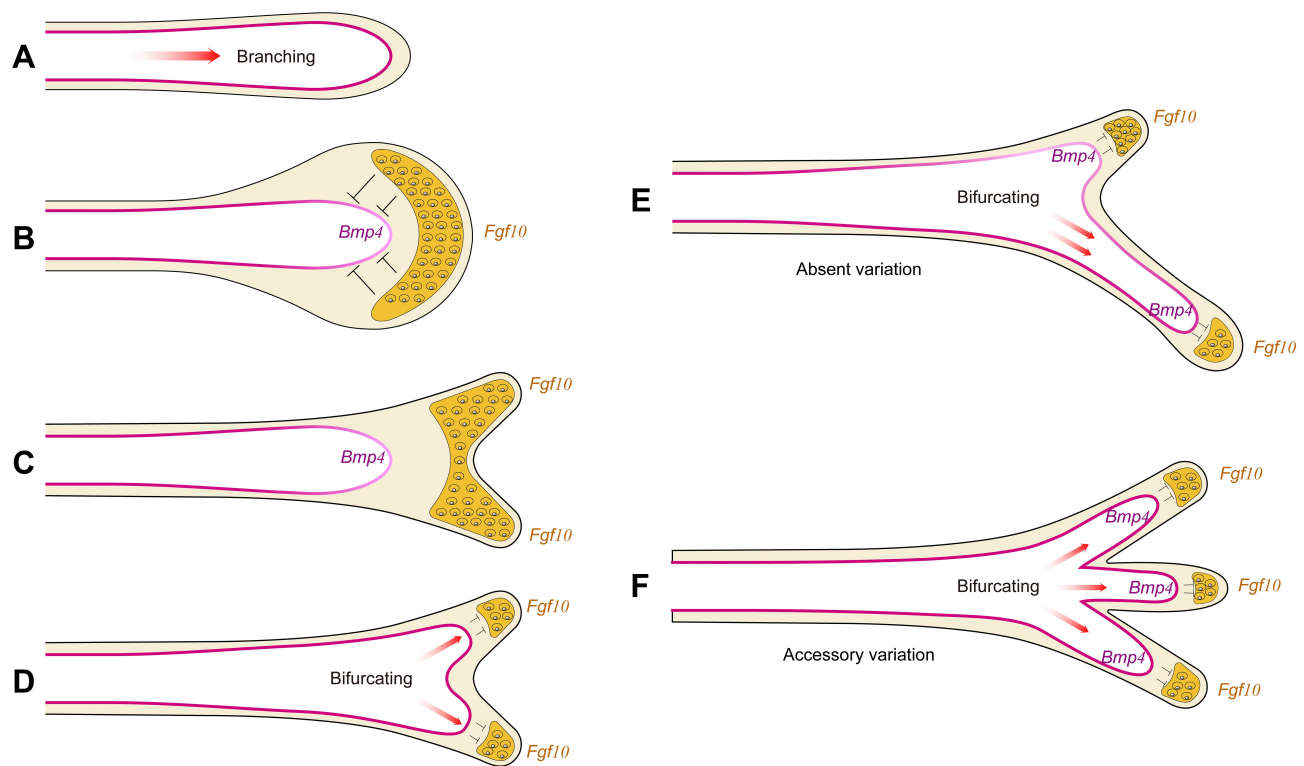 A
Branching
B
Bmp4
Fgf10
C
Bmp4
Fgf10
Fgf10
D
Bifurcating
Fgf10
Fgf10
E
Bmp4
Fgf10
Bifurcating
Absent variation
Bmp4
Fgf10
F
Bmp4
Fgf10
Bifurcating
Bmp4
Fgf10
Accessory variation
Bmp4
Fgf10